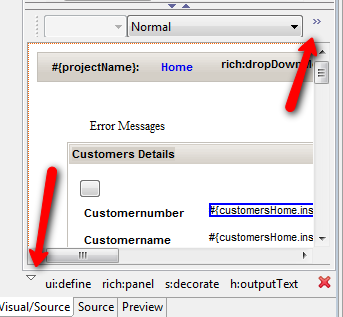 Normal
#{projectName}: Home rich:dropDownM
Error Messages
Customers Details
Customernumber #{customersHome.ins
Customername #{customersHome.ins
ui:define rich:panel s:decorate h:outputText
Visual/Source Source Preview